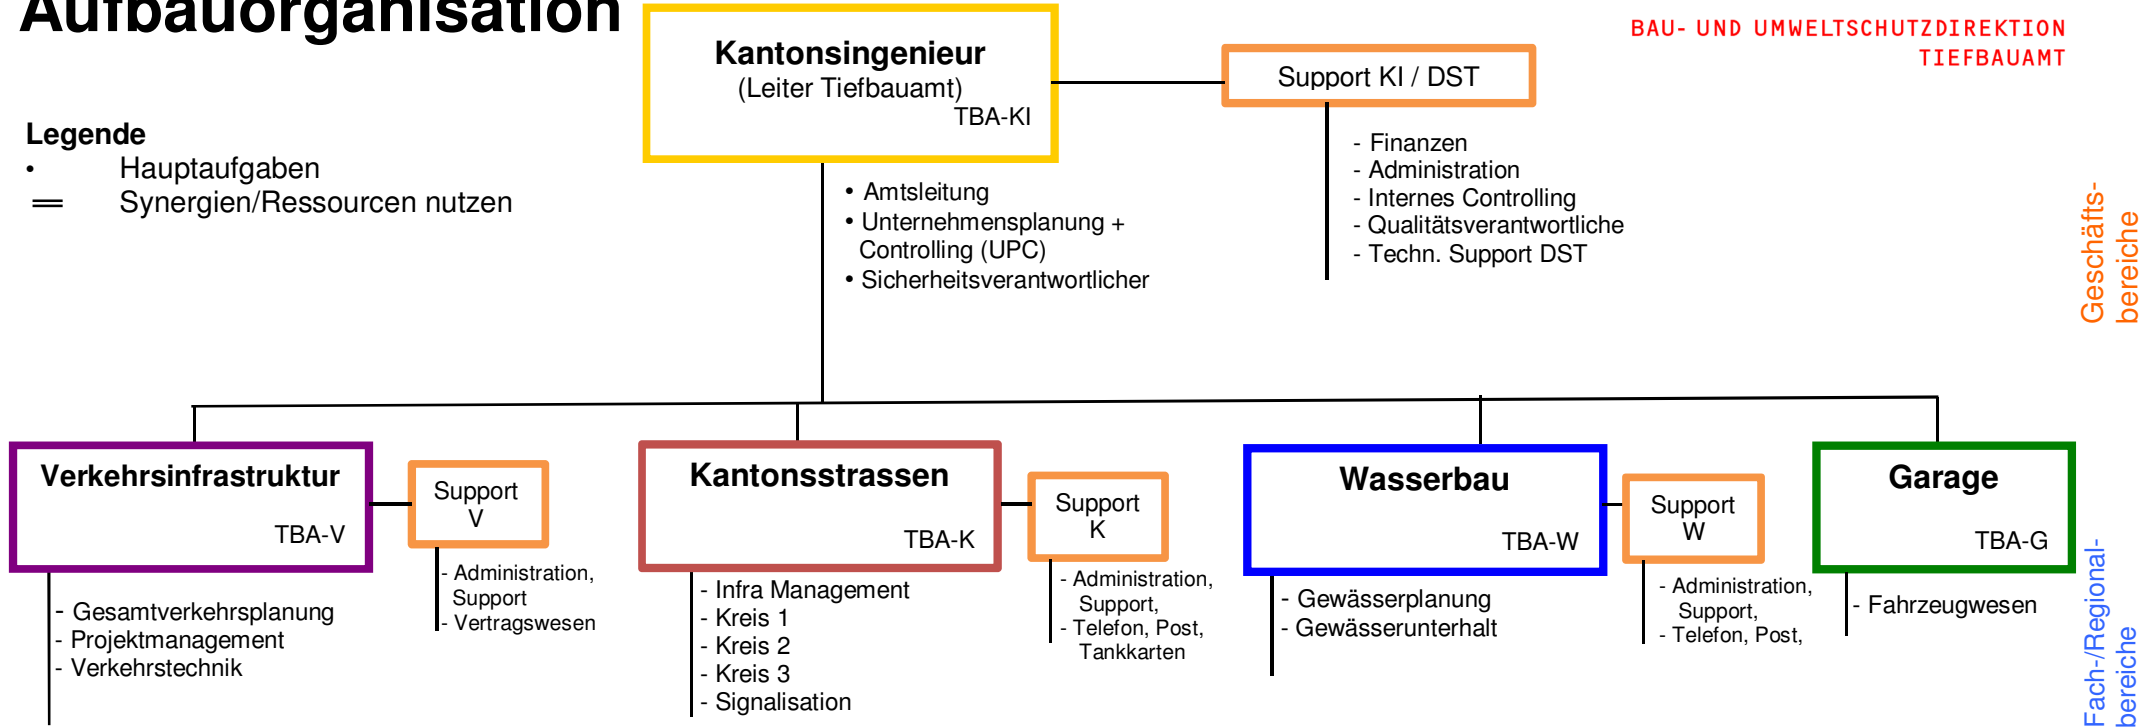 Aufbauorganisation
BAU- UND UMWELTSCHUTZDIREKTION
TIEFBAUAMT
Kantonsingenieur
(Leiter Tiefbauamt)
TBA-KI
Support KI / DST
Legende
• Hauptaufgaben
═ Synergien/Ressourcen nutzen
- Finanzen
- Administration
- Internes Controlling
- Qualitätsverantwortliche
- Techn. Support DST
• Amtsleitung
• Unternehmensplanung +
Controlling (UPC)
• Sicherheitsverantwortlicher
Geschäfts-
bereiche
Verkehrsinfrastruktur
TBA-V
Support
V
- Administration,
Support
- Vertragswesen
- Gesamtverkehrsplanung
- Projektmanagement
- Verkehrstechnik
Kantonsstrassen
TBA-K
Support
K
- Administration,
Support,
- Telefon, Post,
Tankkarten
- Infra Management
- Kreis 1
- Kreis 2
- Kreis 3
- Signalisation
Wasserbau
TBA-W
Support
W
- Administration,
Support,
- Telefon, Post,
- Gewässerplanung
- Gewässerunterhalt
Garage
TBA-G
- Fahrzeugwesen
Fach-/Regional-
bereiche